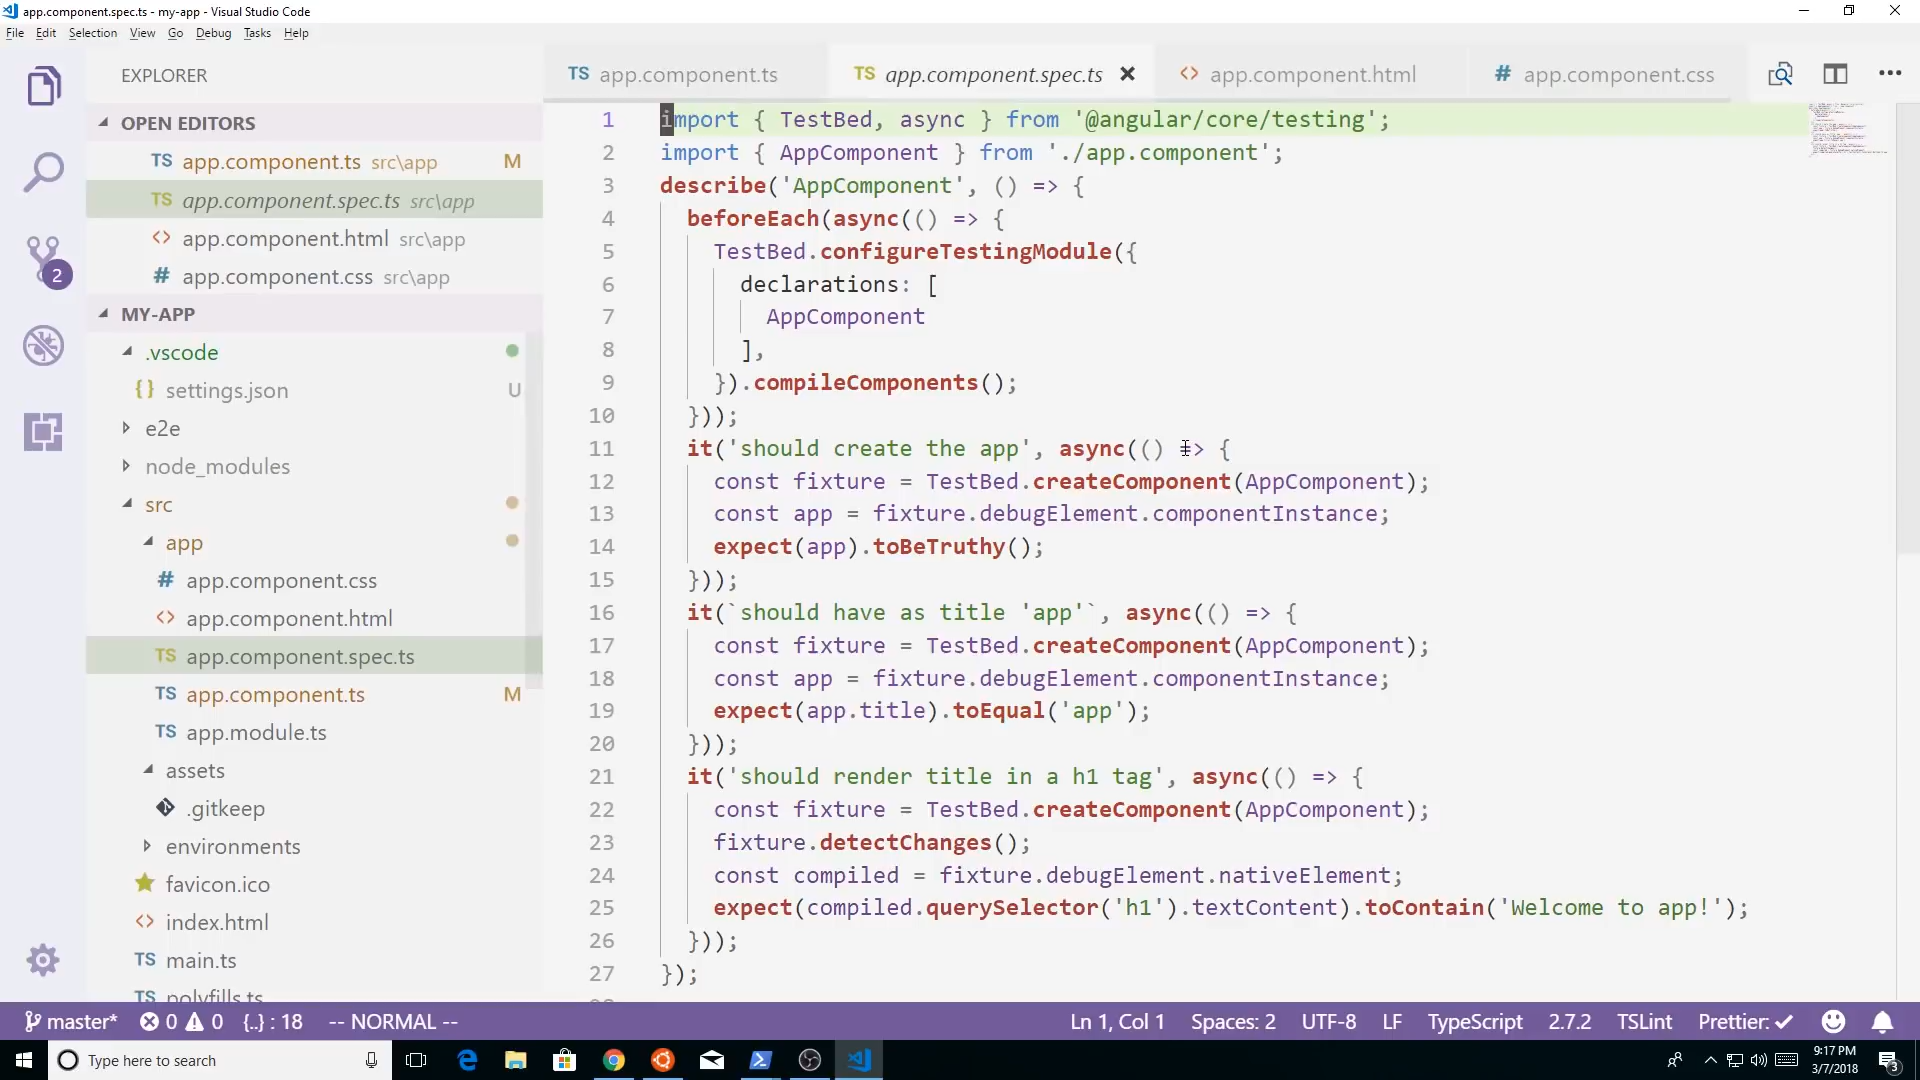 app.component.spec.ts - my-app - Visual Studio Code
File Edit Selection View Go Debug Tasks Help
EXPLORER
OPEN EDITORS
TS app.component.ts src\app M
TS app.component.spec.ts src\app
<> app.component.html src\app
# app.component.css src\app
2
MY-APP
.vscode
{} settings.json U
e2e
node_modules
src
app
# app.component.css
<> app.component.html
TS app.component.spec.ts
TS app.component.ts M
TS app.module.ts
assets
.gitkeep
environments
favicon.ico
<> index.html
TS main.ts
TS polyfills.ts
TS app.component.ts TS app.component.spec.ts <> app.component.html # app.component.css
1 import { TestBed, async } from '@angular/core/testing';
2 import { AppComponent } from './app.component';
3 describe('AppComponent', () => {
4 beforeEach(async(() => {
5 TestBed.configureTestingModule({
6 declarations: [
7 AppComponent
8 ],
9 }).compileComponents();
10 }));
11 it('should create the app', async(() => {
12 const fixture = TestBed.createComponent(AppComponent);
13 const app = fixture.debugElement.componentInstance;
14 expect(app).toBeTruthy();
15 }));
16 it(`should have as title 'app'`, async(() => {
17 const fixture = TestBed.createComponent(AppComponent);
18 const app = fixture.debugElement.componentInstance;
19 expect(app.title).toEqual('app');
20 }));
21 it('should render title in a h1 tag', async(() => {
22 const fixture = TestBed.createComponent(AppComponent);
23 fixture.detectChanges();
24 const compiled = fixture.debugElement.nativeElement;
25 expect(compiled.querySelector('h1').textContent).toContain('Welcome to app!');
26 }));
27 });
master* 0 0 {..} : 18 -- NORMAL -- Ln 1, Col 1 Spaces: 2 UTF-8 LF TypeScript 2.7.2 TSLint Prettier: ✓
Type here to search
9:17 PM
3/7/2018
3